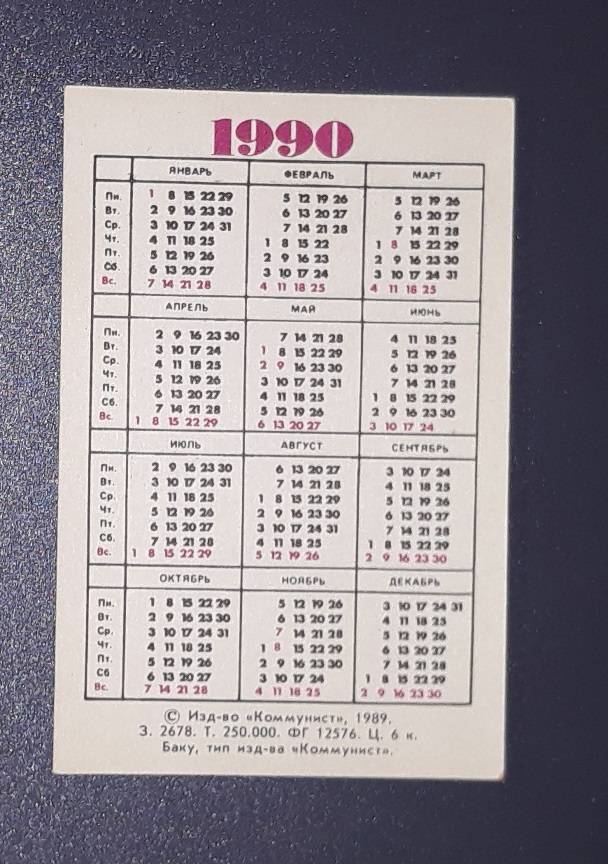 1990
ЯНВАРЬ ФЕВРАЛЬ МАРТ
Пн. 1 8 15 22 29 5 12 19 26 5 12 19 26
Вт. 2 9 16 23 30 6 13 20 27 6 13 20 27
Ср. 3 10 17 24 31 7 14 21 28 7 14 21 28
Чт. 4 11 18 25 1 8 15 22 1 8 15 22 29
Пт. 5 12 19 26 2 9 16 23 2 9 16 23 30
Сб. 6 13 20 27 3 10 17 24 3 10 17 24 31
Вс. 7 14 21 28 4 11 18 25 4 11 18 25
АПРЕЛЬ МАЙ ИЮНЬ
Пн. 2 9 16 23 30 7 14 21 28 4 11 18 25
Вт. 3 10 17 24 1 8 15 22 29 5 12 19 26
Ср. 4 11 18 25 2 9 16 23 30 6 13 20 27
Чт. 5 12 19 26 3 10 17 24 31 7 14 21 28
Пт. 6 13 20 27 4 11 18 25 1 8 15 22 29
Сб. 7 14 21 28 5 12 19 26 2 9 16 23 30
Вс. 1 8 15 22 29 6 13 20 27 3 10 17 24
ИЮЛЬ АВГУСТ СЕНТЯБРЬ
Пн. 2 9 16 23 30 6 13 20 27 3 10 17 24
Вт. 3 10 17 24 31 7 14 21 28 4 11 18 25
Ср. 4 11 18 25 1 8 15 22 29 5 12 19 26
Чт. 5 12 19 26 2 9 16 23 30 6 13 20 27
Пт. 6 13 20 27 3 10 17 24 31 7 14 21 28
Сб. 7 14 21 28 4 11 18 25 1 8 15 22 29
Вс. 1 8 15 22 29 5 12 19 26 2 9 16 23 30
ОКТЯБРЬ НОЯБРЬ ДЕКАБРЬ
Пн. 1 8 15 22 29 5 12 19 26 3 10 17 24 31
Вт. 2 9 16 23 30 6 13 20 27 4 11 18 25
Ср. 3 10 17 24 31 7 14 21 28 5 12 19 26
Чт. 4 11 18 25 1 8 15 22 29 6 13 20 27
Пт. 5 12 19 26 2 9 16 23 30 7 14 21 28
Сб 6 13 20 27 3 10 17 24 1 8 15 22 29
Вс. 7 14 21 28 4 11 18 25 2 9 16 23 30
© Изд-во «Коммунист», 1989.
З. 2678. Т. 250.000. ФГ 12576. Ц. 6 к.
Баку, тип изд-ва «Коммунист».